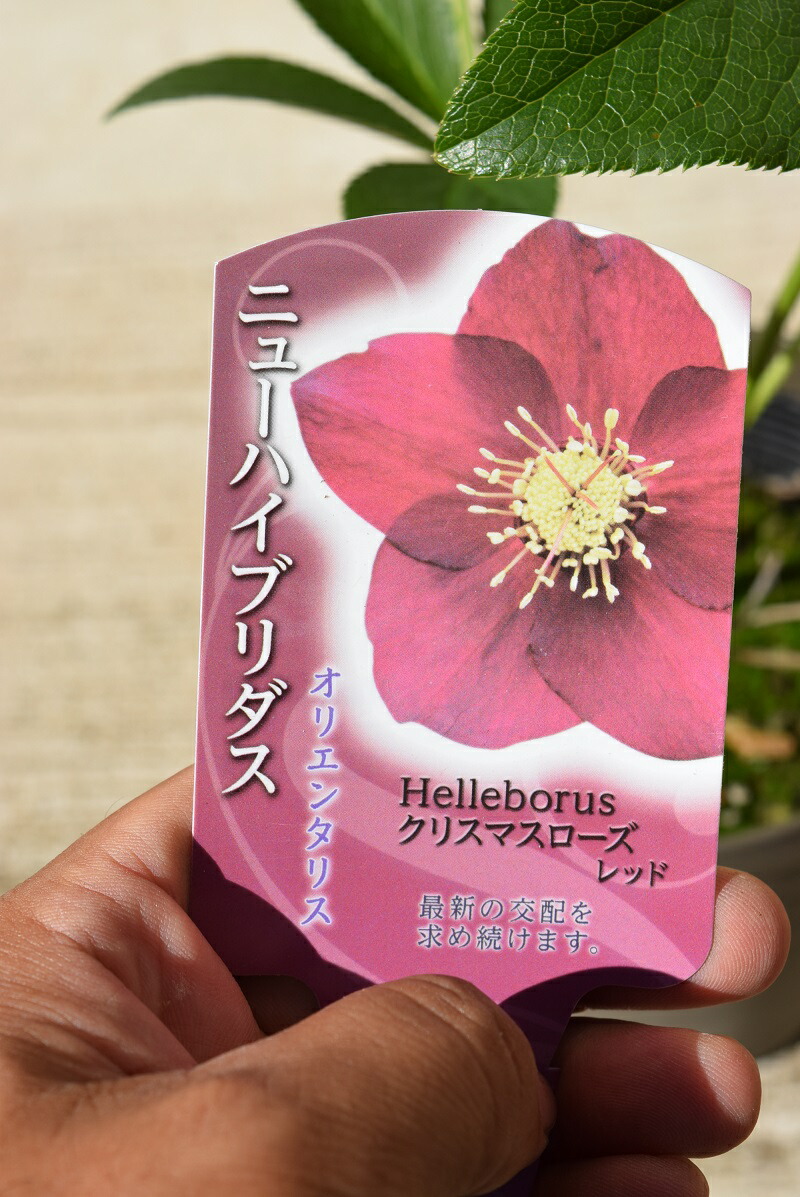 ニューハイブリダス
オリエンタリス
Helleborus
クリスマスローズ
レッド
最新の交配を
求め続けます。